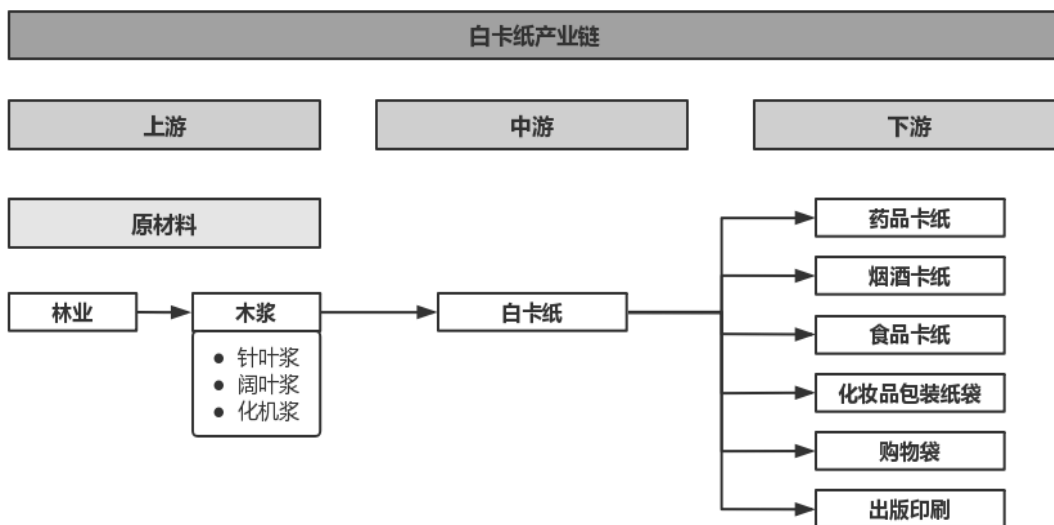 白卡纸产业链
上游
中游
下游
原材料
林业
木浆
针叶浆
阔叶浆
化机浆
白卡纸
药品卡纸
烟酒卡纸
食品卡纸
化妆品包装纸袋
购物袋
出版印刷